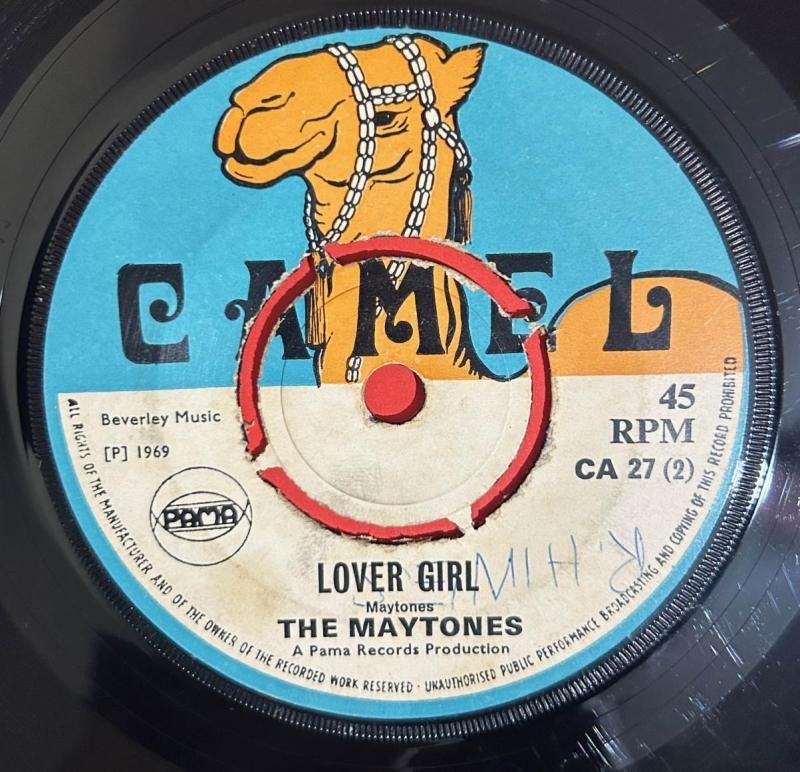 CAMEL
Beverley Music
[P] 1969
PAMA
45
RPM
CA 27 (2)
LOVER GIRL
Maytones
THE MAYTONES
A Pama Records Production
ALL RIGHTS OF THE MANUFACTURER AND OF THE OWNER OF THE RECORDED WORK RESERVED · UNAUTHORISED PUBLIC PERFORMANCE BROADCASTING AND COPYING OF THIS RECORD PROHIBITED